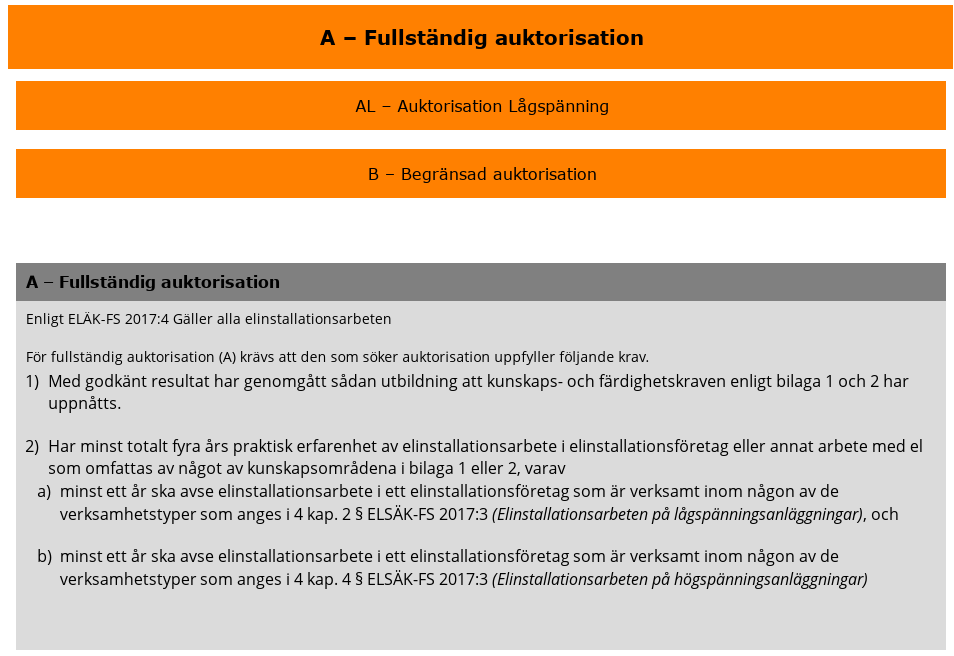 A – Fullständig auktorisation
AL – Auktorisation Lågspänning
B – Begränsad auktorisation
A – Fullständig auktorisation
Enligt ELÄK-FS 2017:4 Gäller alla elinstallationsarbeten
För fullständig auktorisation (A) krävs att den som söker auktorisation uppfyller följande krav.
1) Med godkänt resultat har genomgått sådan utbildning att kunskaps- och färdighetskraven enligt bilaga 1 och 2 har
uppnåtts.
2) Har minst totalt fyra års praktisk erfarenhet av elinstallationsarbete i elinstallationsföretag eller annat arbete med el
som omfattas av något av kunskapsområdena i bilaga 1 eller 2, varav
a) minst ett år ska avse elinstallationsarbete i ett elinstallationsföretag som är verksamt inom någon av de
verksamhetstyper som anges i 4 kap. 2 § ELSÄK-FS 2017:3 (Elinstallationsarbeten på lågspänningsanläggningar), och
b) minst ett år ska avse elinstallationsarbete i ett elinstallationsföretag som är verksamt inom någon av de
verksamhetstyper som anges i 4 kap. 4 § ELSÄK-FS 2017:3 (Elinstallationsarbeten på högspänningsanläggningar)